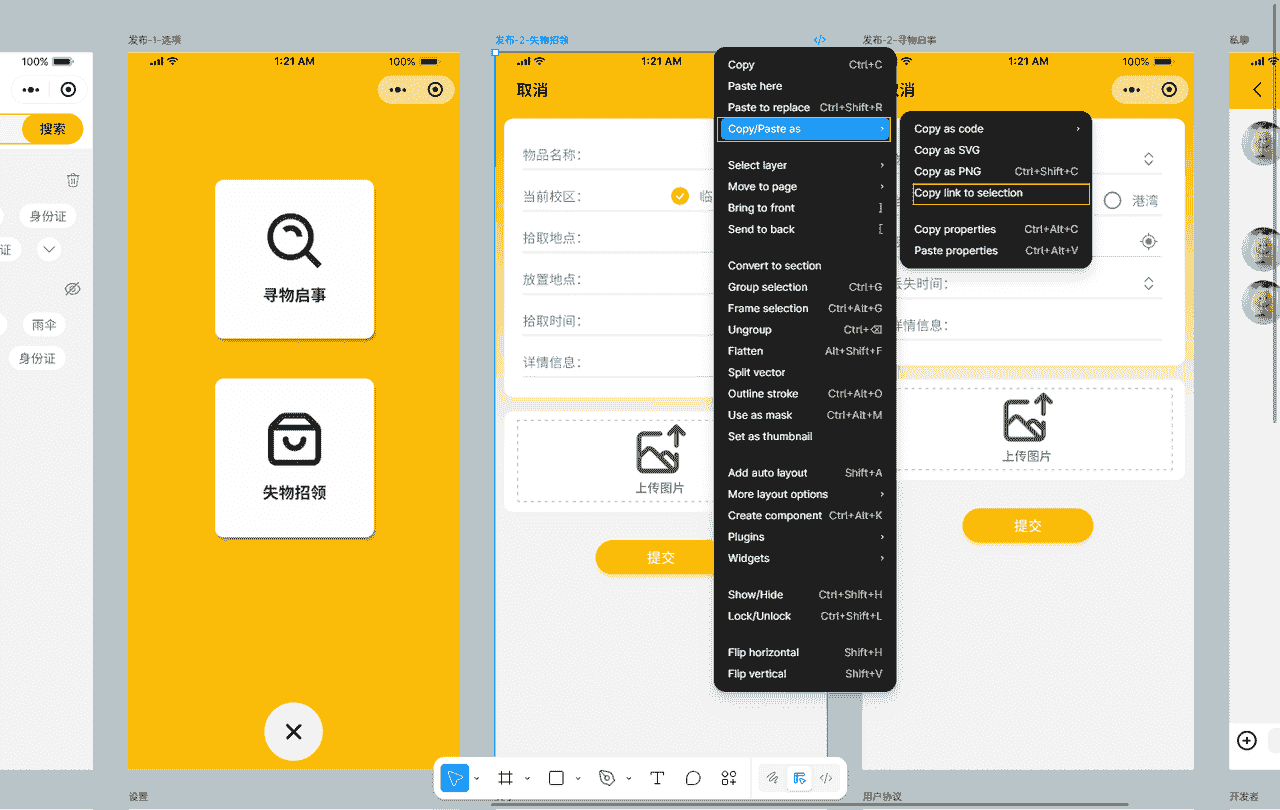 发布-1-选项
发布-2-失物招领
</>
发布-2-寻物启事
私聊
100%
搜索
身份证
证
雨伞
身份证
1:21 AM
100%
寻物启事
失物招领
1:21 AM
取消
物品名称：
当前校区：
临
拾取地点：
放置地点：
拾取时间：
详情信息：
上传图片
提交
Copy Ctrl+C
Paste here
Paste to replace Ctrl+Shift+R
Copy/Paste as
Select layer
Move to page
Bring to front ]
Send to back [
Convert to section
Group selection Ctrl+G
Frame selection Ctrl+Alt+G
Ungroup Ctrl+⌫
Flatten Alt+Shift+F
Split vector
Outline stroke Ctrl+Alt+O
Use as mask Ctrl+Alt+M
Set as thumbnail
Add auto layout Shift+A
More layout options
Create component Ctrl+Alt+K
Plugins
Widgets
Show/Hide Ctrl+Shift+H
Lock/Unlock Ctrl+Shift+L
Flip horizontal Shift+H
Flip vertical Shift+V
Copy as code
Copy as SVG
Copy as PNG Ctrl+Shift+C
Copy link to selection
Copy properties Ctrl+Alt+C
Paste properties Ctrl+Alt+V
1:21 AM
100%
消
港湾
丢失时间：
详情信息：
上传图片
提交
设置
用户协议
开发者